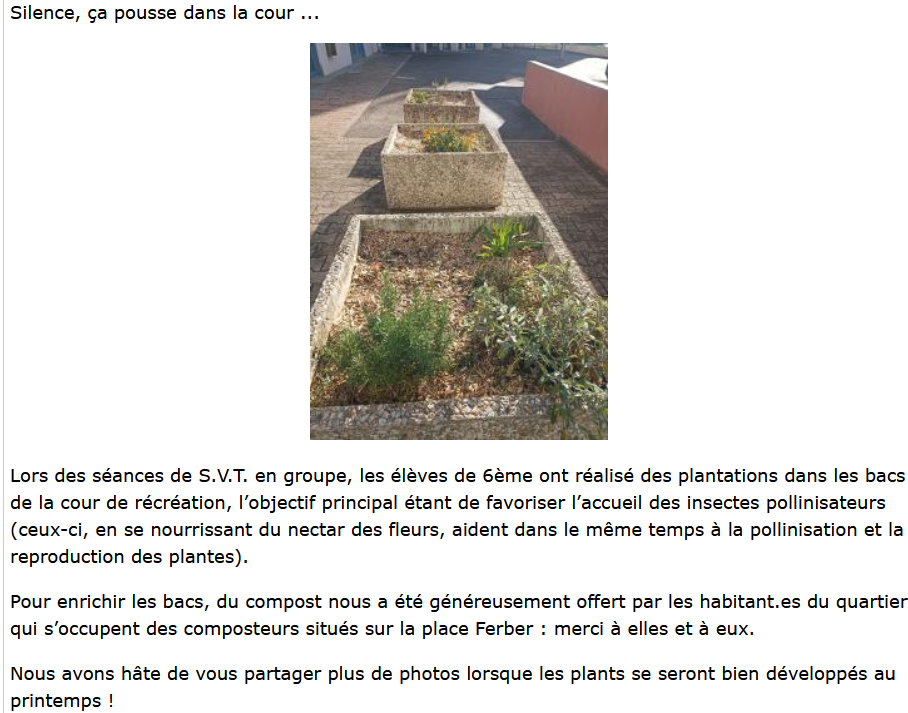 Silence, ça pousse dans la cour ...
Lors des séances de S.V.T. en groupe, les élèves de 6ème ont réalisé des plantations dans les bacs
de la cour de récréation, l’objectif principal étant de favoriser l’accueil des insectes pollinisateurs
(ceux-ci, en se nourrissant du nectar des fleurs, aident dans le même temps à la pollinisation et la
reproduction des plantes).
Pour enrichir les bacs, du compost nous a été généreusement offert par les habitant.es du quartier
qui s’occupent des composteurs situés sur la place Ferber : merci à elles et à eux.
Nous avons hâte de vous partager plus de photos lorsque les plants se seront bien développés au
printemps !